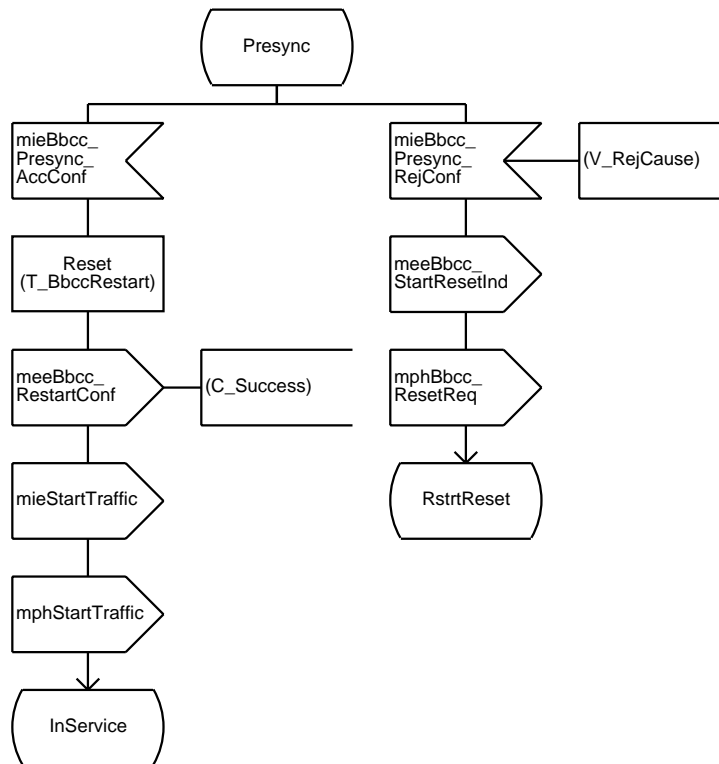 Presync
mieBbcc_
Presync_
AccConf
mieBbcc_
Presync_
RejConf
(V_RejCause)
Reset
(T_BbccRestart)
meeBbcc_
StartResetInd
meeBbcc_
RestartConf
(C_Success)
mphBbcc_
ResetReq
mieStartTraffic
RstrtReset
mphStartTraffic
InService